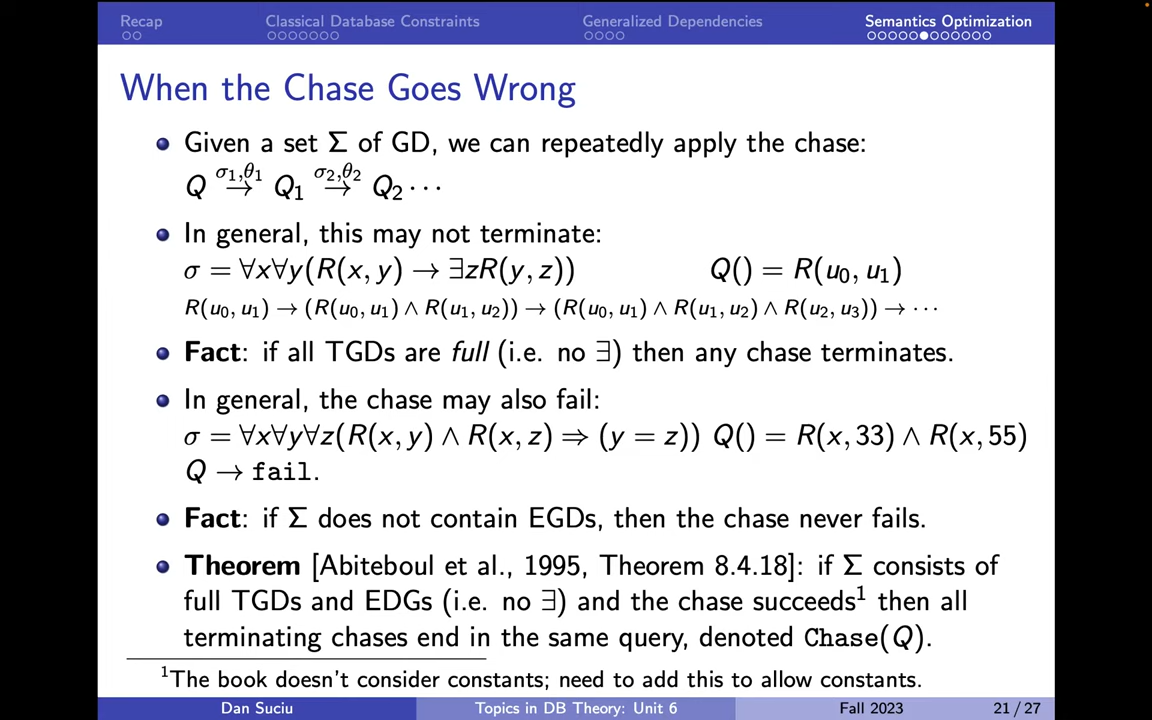 Recap Classical Database Constraints Generalized Dependencies Semantics Optimization
When the Chase Goes Wrong
Given a set Σ of GD, we can repeatedly apply the chase:
Q →^{σ₁,θ₁} Q₁ →^{σ₂,θ₂} Q₂ ⋯
In general, this may not terminate:
σ = ∀x∀y(R(x, y) → ∃zR(y, z)) Q() = R(u₀, u₁)
R(u₀, u₁) → (R(u₀, u₁) ∧ R(u₁, u₂)) → (R(u₀, u₁) ∧ R(u₁, u₂) ∧ R(u₂, u₃)) → ⋯
Fact: if all TGDs are full (i.e. no ∃) then any chase terminates.
In general, the chase may also fail:
σ = ∀x∀y∀z(R(x, y) ∧ R(x, z) ⇒ (y = z)) Q() = R(x, 33) ∧ R(x, 55)
Q → fail.
Fact: if Σ does not contain EGDs, then the chase never fails.
Theorem [Abiteboul et al., 1995, Theorem 8.4.18]: if Σ consists of
full TGDs and EDGs (i.e. no ∃) and the chase succeeds¹ then all
terminating chases end in the same query, denoted Chase(Q).
¹The book doesn't consider constants; need to add this to allow constants.
Dan Suciu Topics in DB Theory: Unit 6 Fall 2023 21 / 27